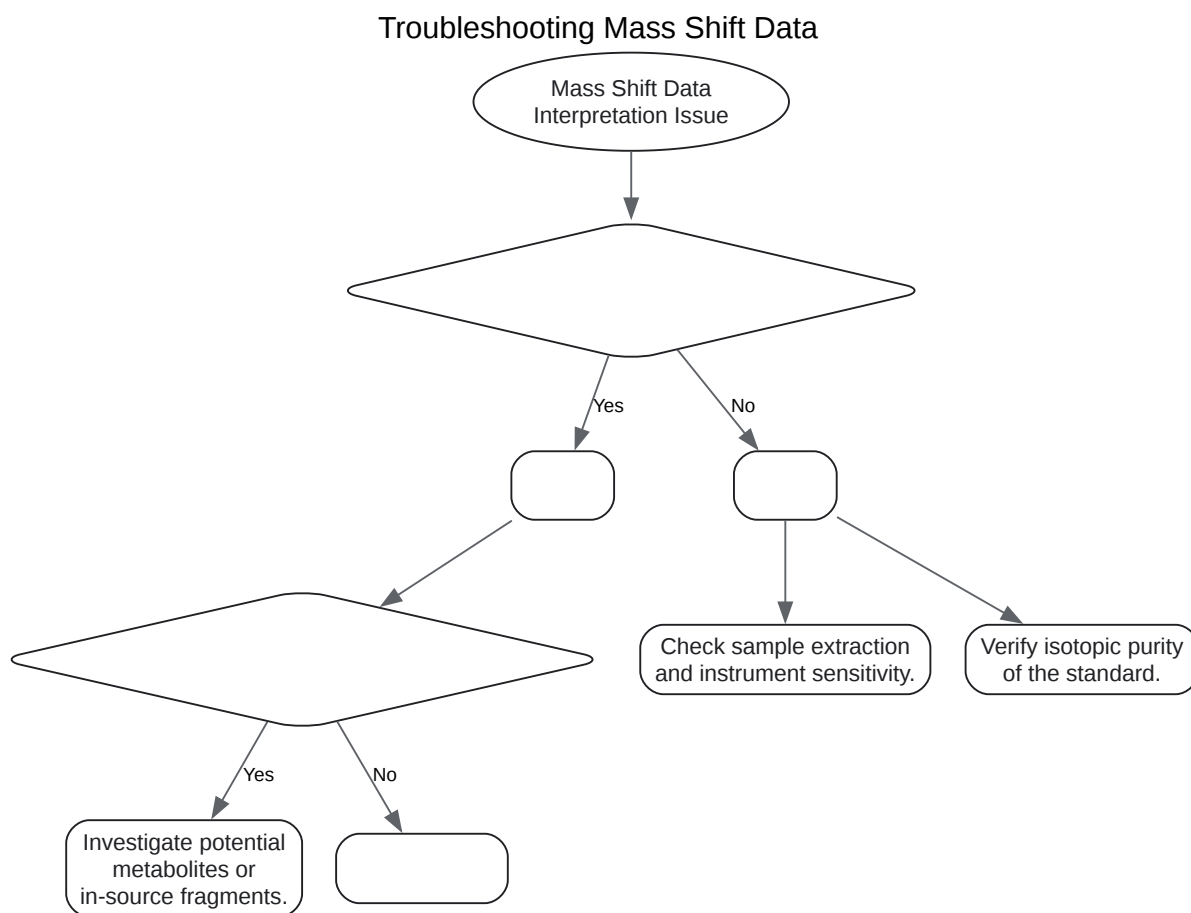 Troubleshooting Mass Shift Data
Mass Shift Data
Interpretation Issue
Yes
No
Check sample extraction
and instrument sensitivity.
Verify isotopic purity
of the standard.
Yes
No
Investigate potential
metabolites or
in-source fragments.